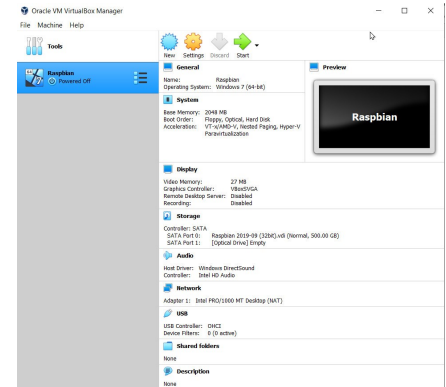 Oracle VM VirtualBox Manager
File Machine Help
Tools
New Settings Discard Start
Raspbian
Powered Off
General
Name: Raspbian
Operating System: Windows 7 (64-bit)
System
Base Memory: 2048 MB
Boot Order: Floppy, Optical, Hard Disk
Acceleration: VT-x/AMD-V, Nested Paging, Hyper-V
Paravirtualization
Preview
Raspbian
Display
Video Memory: 27 MB
Graphics Controller: VBoxSVGA
Remote Desktop Server: Disabled
Recording: Disabled
Storage
Controller: SATA
SATA Port 0: Raspbian 2019-09 (32bit).vdi (Normal, 500.00 GB)
SATA Port 1: [Optical Drive] Empty
Audio
Host Driver: Windows DirectSound
Controller: Intel HD Audio
Network
Adapter 1: Intel PRO/1000 MT Desktop (NAT)
USB
USB Controller: OHCI
Device Filters: 0 (0 active)
Shared folders
None
Description
None